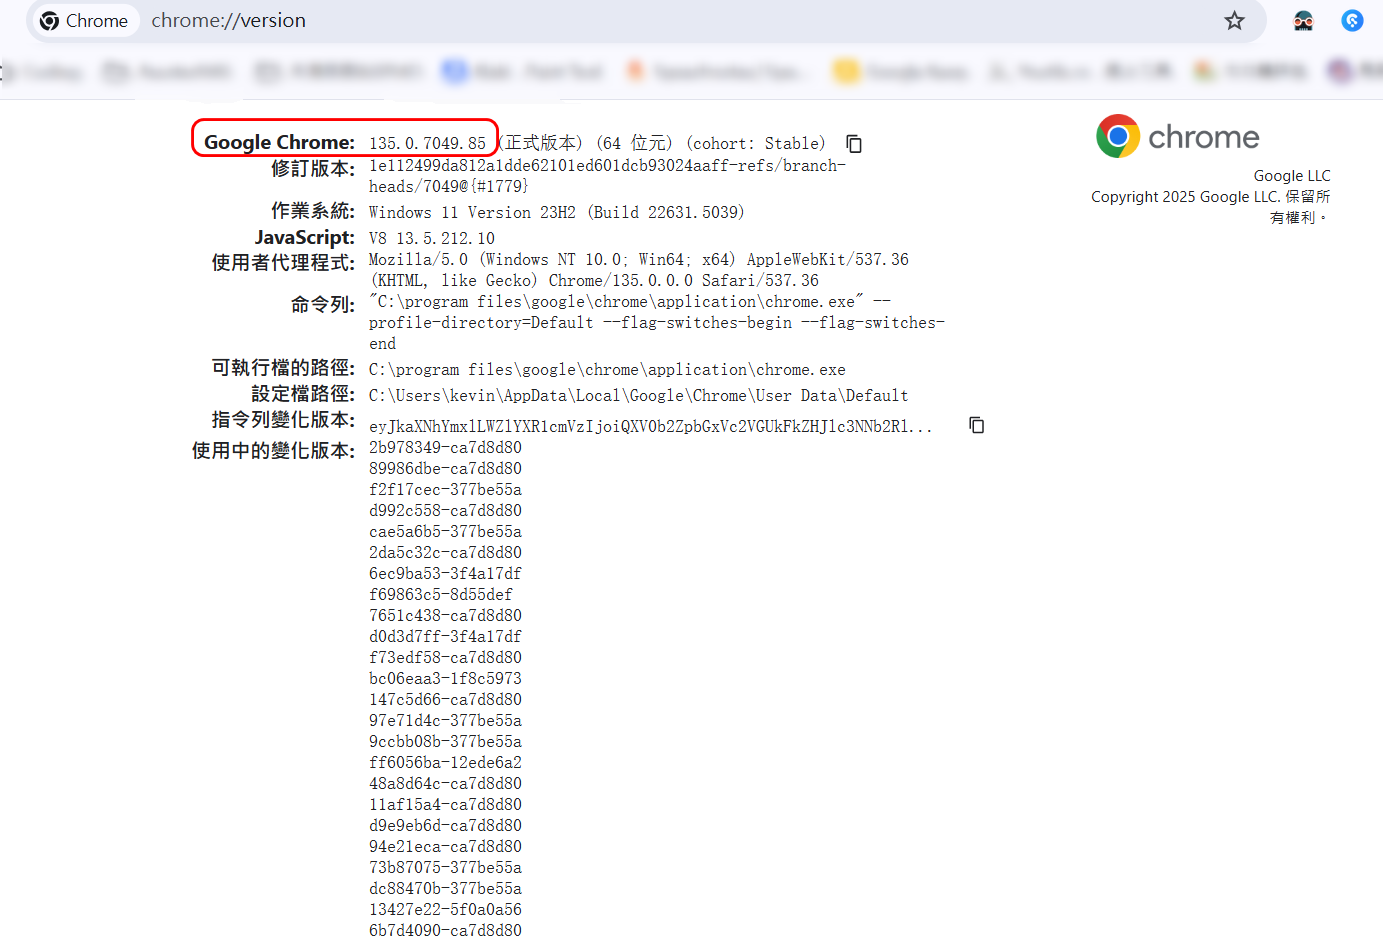 Chrome chrome://version
Google Chrome: 135.0.7049.85 (正式版本) (64 位元) (cohort: Stable)
chrome
修訂版本: 1e112499da812a1dde62101ed601dcb93024aaff-refs/branch-
heads/7049@{#1779}
Google LLC
Copyright 2025 Google LLC. 保留所
有權利。
作業系統: Windows 11 Version 23H2 (Build 22631.5039)
JavaScript: V8 13.5.212.10
使用者代理程式: Mozilla/5.0 (Windows NT 10.0; Win64; x64) AppleWebKit/537.36
(KHTML, like Gecko) Chrome/135.0.0.0 Safari/537.36
命令列: "C:\program files\google\chrome\application\chrome.exe" --
profile-directory=Default --flag-switches-begin --flag-switches-
end
可執行檔的路徑: C:\program files\google\chrome\application\chrome.exe
設定檔路徑: C:\Users\kevin\AppData\Local\Google\Chrome\User Data\Default
指令列變化版本: eyJkaXNhYmxlLWZlYXR1cmVzIjoiQXV0b2ZpbGxVc2VGUkFkZHJlc3NNb2Rl...
使用中的變化版本: 2b978349-ca7d8d80
89986dbe-ca7d8d80
f2f17cec-377be55a
d992c558-ca7d8d80
cae5a6b5-377be55a
2da5c32c-ca7d8d80
6ec9ba53-3f4a17df
f69863c5-8d55def
7651c438-ca7d8d80
d0d3d7ff-3f4a17df
f73edf58-ca7d8d80
bc06eaa3-1f8c5973
147c5d66-ca7d8d80
97e71d4c-377be55a
9ccbb08b-377be55a
ff6056ba-12ede6a2
48a8d64c-ca7d8d80
11af15a4-ca7d8d80
d9e9eb6d-ca7d8d80
94e21eca-ca7d8d80
73b87075-377be55a
dc88470b-377be55a
13427e22-5f0a0a56
6b7d4090-ca7d8d80